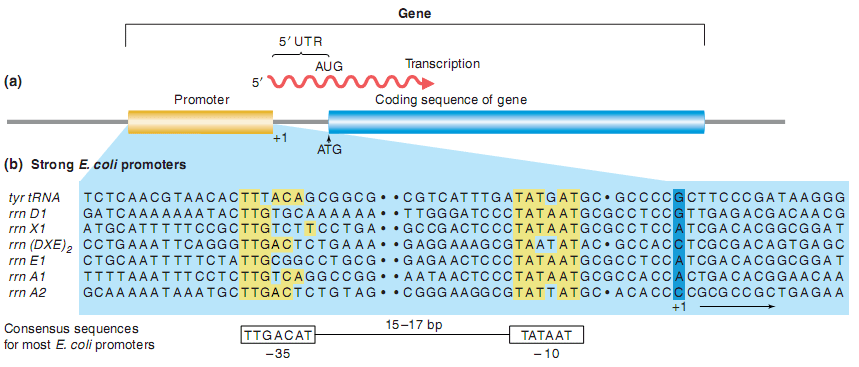 Gene
5′ UTR
AUG
Transcription
5′
(a)
Promoter
Coding sequence of gene
+1
ATG
(b) Strong E. coli promoters
tyr tRNA TCTCAACGTAACACTTTACAGCGGCG••CGTCATTTGATATGATGC•GCCCCGCTTCCCGATAAGGG
rrn D1 GATCAAAAAAATACTTGTGCAAAAAA••TTGGGATCCCTATAATGCGCCTCCGTTGAGACGACAACG
rrn X1 ATGCATTTTTCCGCTTGTCTTCCTGA••GCCGACTCCCTATAATGCGCCTCCATCGACACGGCGGAT
rrn (DXE)2 CCTGAAATTCAGGGTTGACTCTGAAA••GAGGAAAGCGTAATATAC•GCCACCTCGCGACAGTGAGC
rrn E1 CTGCAATTTTTCTATTGCGGCCTGCG••GAGAACTCCCTATAATGCGCCTCCATCGACACGGCGGAT
rrn A1 TTTTAAATTTCCTCTTGTCAGGCCGG••AATAACTCCCTATAATGCGCCACCACTGACACGGAACAA
rrn A2 GCAAAAATAAATGCTTGACTCTGTAG••CGGGAAGGCGTATTATGC•ACACCCCGCGCCGCTGAGAA
+1
Consensus sequences
for most E. coli promoters
TTGACAT
15–17 bp
TATAAT
–35
–10